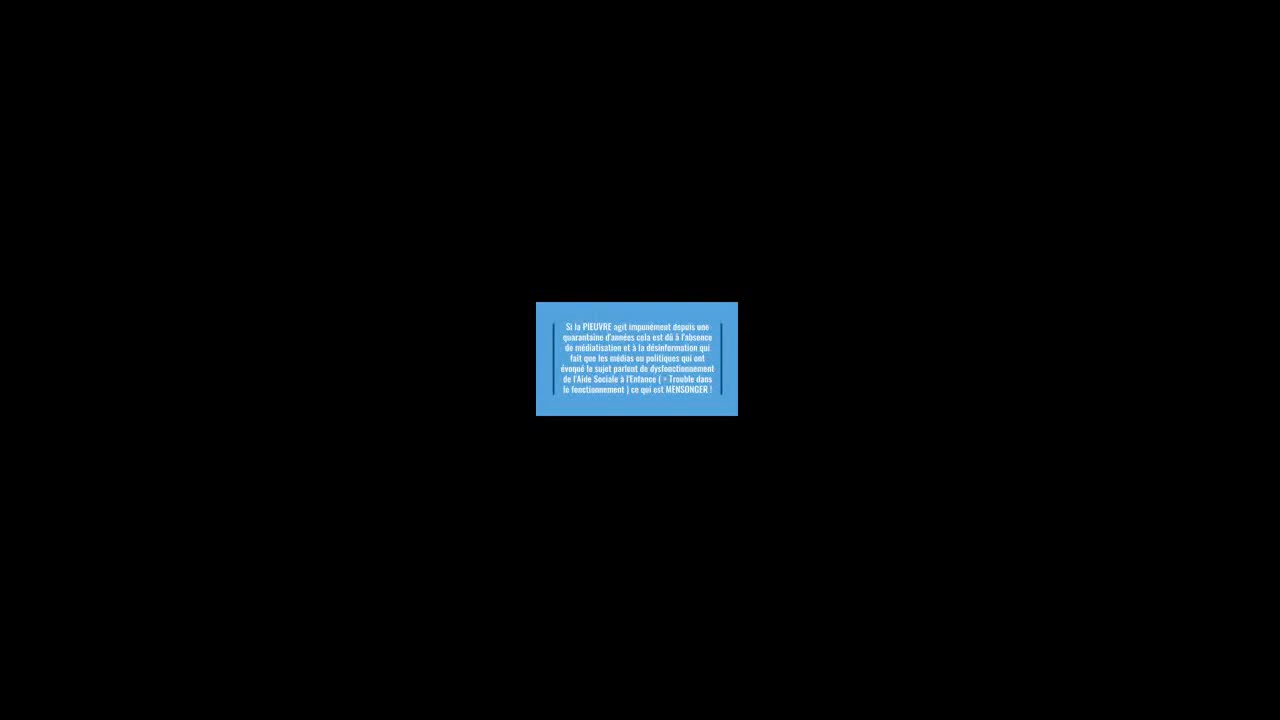 Si la PIEUVRE agit impunément depuis une
quarantaine d'années cela est dû à l'absence
de médiatisation et à la désinformation qui
fait que les médias ou politiques qui ont
évoqué le sujet parlent de dysfonctionnement
de l'Aide Sociale à l'Enfance ( = Trouble dans
le fonctionnement ) ce qui est MENSONGER !